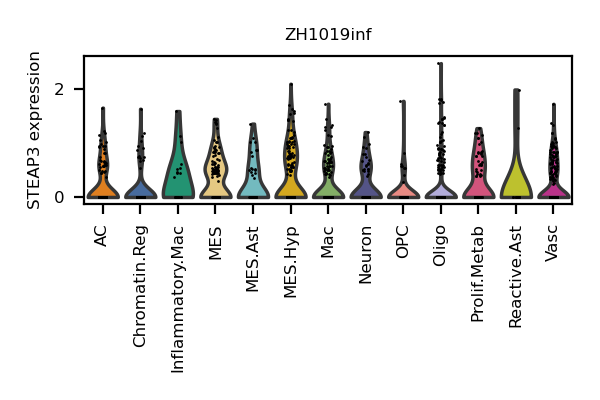 ZH1019inf
STEAP3 expression
2
0
AC
Chromatin.Reg
Inflammatory.Mac
MES
MES.Ast
MES.Hyp
Mac
Neuron
OPC
Oligo
Prolif.Metab
Reactive.Ast
Vasc